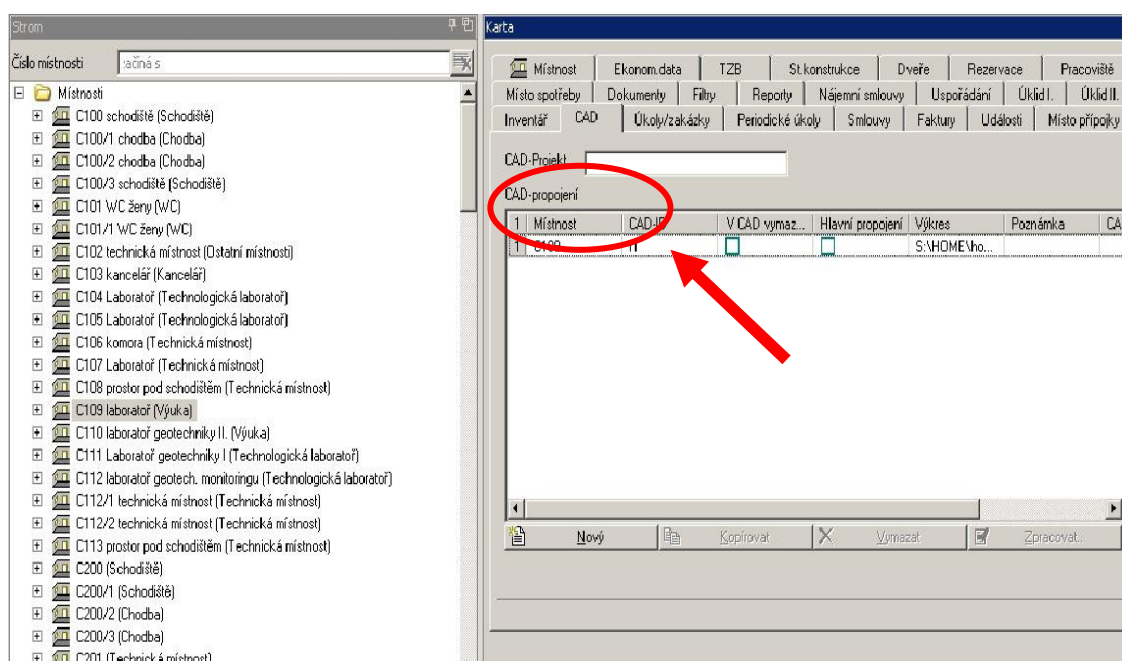 Strom
Číslo místnosti
začíná s
Místnosti
C100 schodiště (Schodiště)
C100/1 chodba (Chodba)
C100/2 chodba (Chodba)
C100/3 schodiště (Schodiště)
C101 WC ženy (WC)
C101/1 WC ženy (WC)
C102 technická místnost (Ostatní místnosti)
C103 kancelář (Kancelář)
C104 Laboratoř (Technologická laboratoř)
C105 Laboratoř (Technologická laboratoř)
C106 komora (Technická místnost)
C107 Laboratoř (Technická místnost)
C108 prostor pod schodištěm (Technická místnost)
C109 laboratoř (Výuka)
C110 laboratoř geotechniky II. (Výuka)
C111 Laboratoř geotechniky I (Technologická laboratoř)
C112 laboratoř geotech. monitoringu (Technologická laboratoř)
C112/1 technická místnost (Technická místnost)
C112/2 technická místnost (Technická místnost)
C113 prostor pod schodištěm (Technická místnost)
C200 (Schodiště)
C200/1 (Schodiště)
C200/2 (Chodba)
C200/3 (Chodba)
C201 (Technická místnost)
Karta
Místnost Ekonom.data TZB St.konstrukce Dveře Rezervace Pracoviště
Místo spotřeby Dokumenty Filtry Reporty Nájemní smlouvy Uspořádání Úklid I. Úklid II.
Inventář CAD Úkoly/zakázky Periodické úkoly Smlouvy Faktury Události Místo přípojky
CAD-Projekt
CAD-propojení
1 Místnost CAD-ID V CAD vymaz... Hlavní propojení Výkres Poznámka CA
1 C109 S:\HOME\ho...
Nový Kopírovat Vymazat Zpracovat..